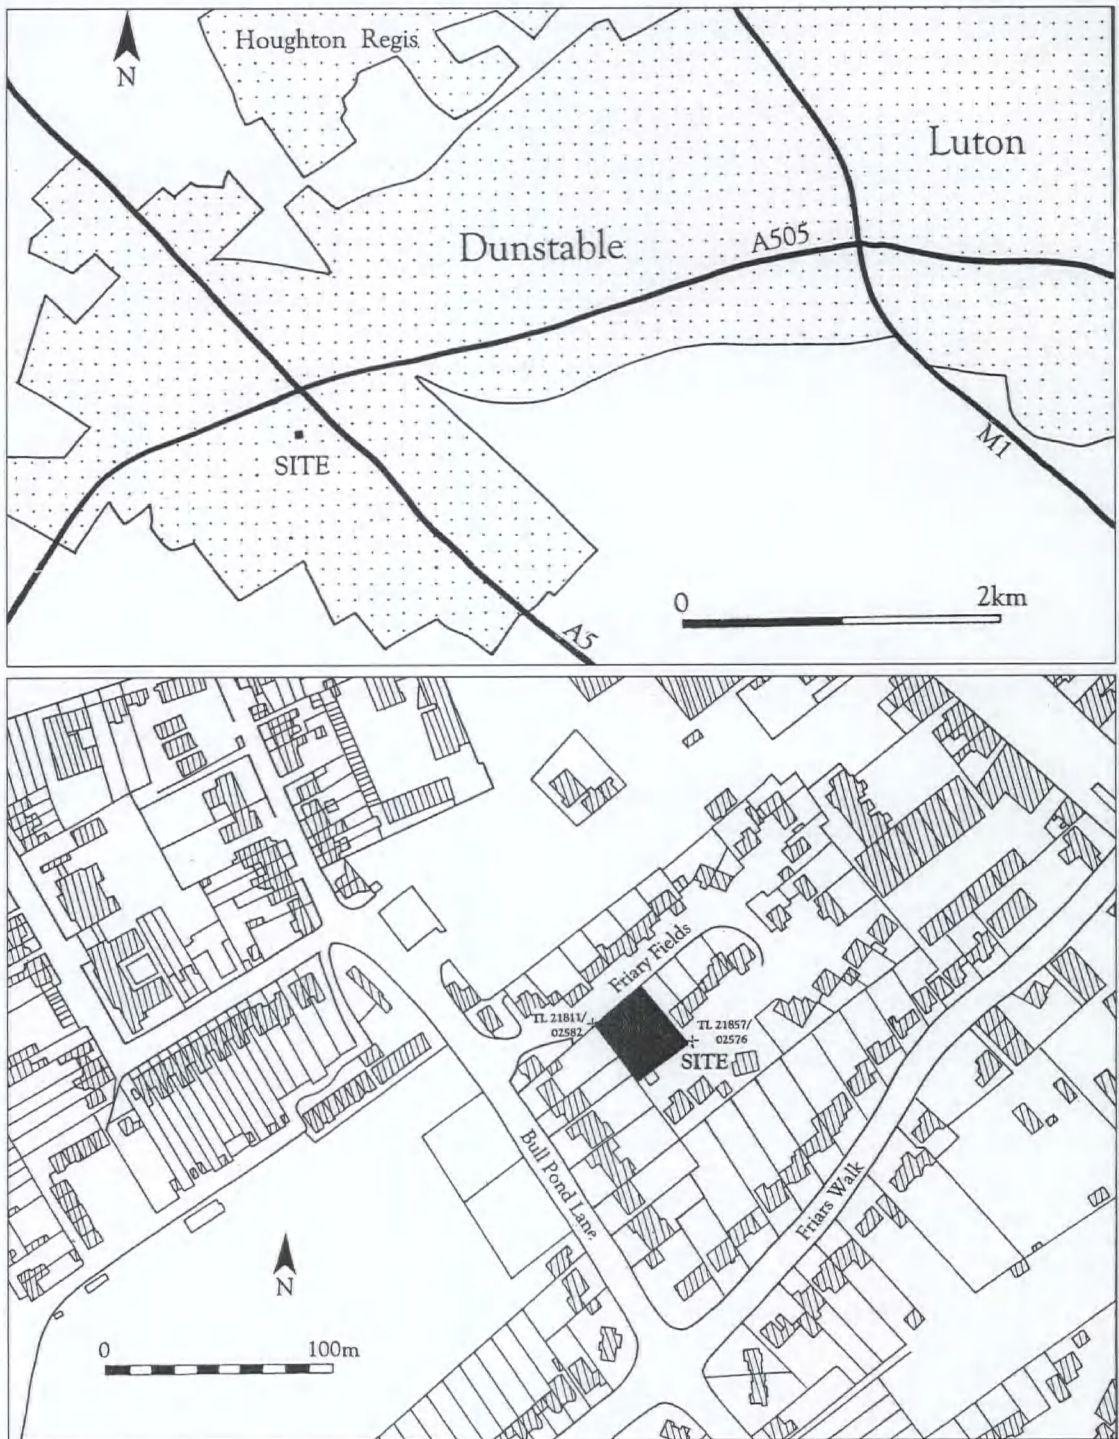 Houghton Regis
N
Luton
Dunstable
A505
SITE
M1
0 2km
A5
Friary Fields
TL 21811/
02582
TL 21857/
02576
SITE
Bull Pond Lane
Friars Walk
N
0 100m